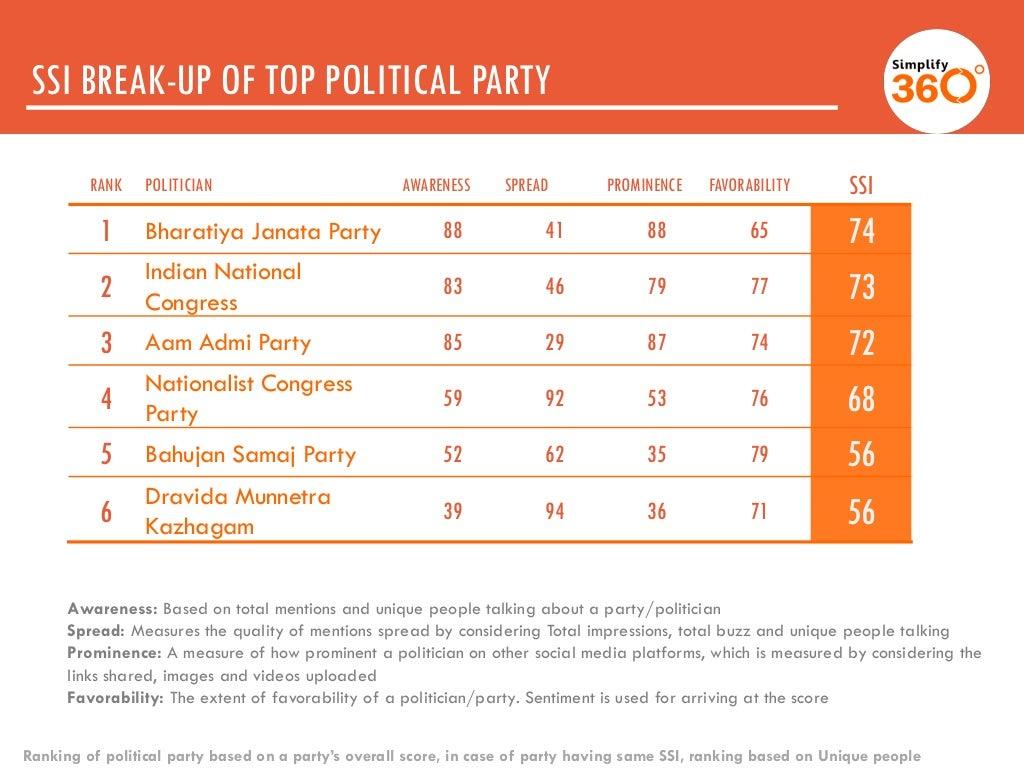 SSI BREAK-UP OF TOP POLITICAL PARTY
Simplify
360°
RANK POLITICIAN AWARENESS SPREAD PROMINENCE FAVORABILITY SSI
1 Bharatiya Janata Party 88 41 88 65 74
2 Indian National
Congress 83 46 79 77 73
3 Aam Admi Party 85 29 87 74 72
4 Nationalist Congress
Party 59 92 53 76 68
5 Bahujan Samaj Party 52 62 35 79 56
6 Dravida Munnetra
Kazhagam 39 94 36 71 56
Awareness: Based on total mentions and unique people talking about a party/politician
Spread: Measures the quality of mentions spread by considering Total impressions, total buzz and unique people talking
Prominence: A measure of how prominent a politician on other social media platforms, which is measured by considering the
links shared, images and videos uploaded
Favorability: The extent of favorability of a politician/party. Sentiment is used for arriving at the score
Ranking of political party based on a party's overall score, in case of party having same SSI, ranking based on Unique people